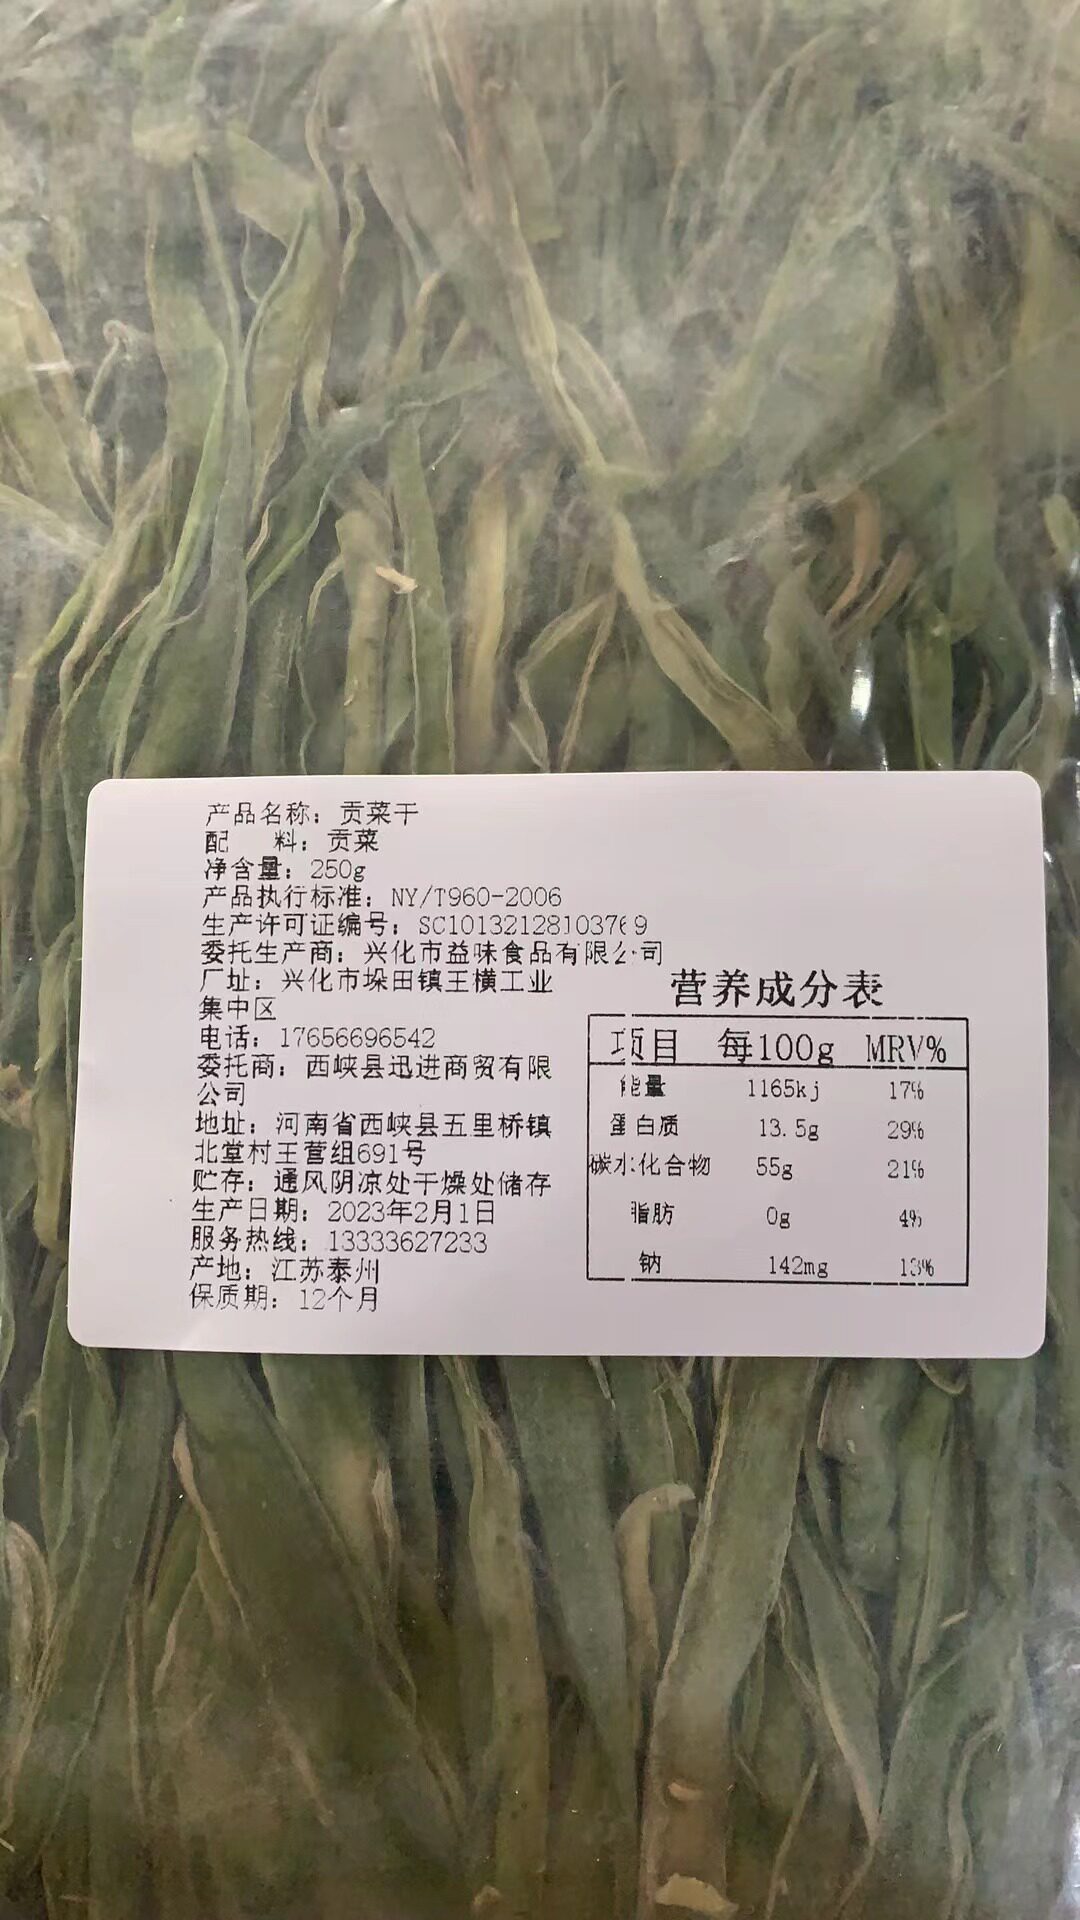 产品名称：贡菜干
配　料：贡菜
净含量：250g
产品执行标准：NY/T960-2006
生产许可证编号：SC10132128103769
委托生产商：兴化市益味食品有限公司
厂址：兴化市垛田镇王横工业
集中区
电话：17656696542
委托商：西峡县迅进商贸有限
公司
地址：河南省西峡县五里桥镇
北堂村王营组691号
贮存：通风阴凉处干燥处储存
生产日期：2023年2月1日
服务热线：13333627233
产地：江苏泰州
保质期：12个月
营养成分表
项目 每100g MRV%
能量 1165kj 17%
蛋白质 13.5g 29%
碳水化合物 55g 21%
脂肪 0g 4%
钠 142mg 13%